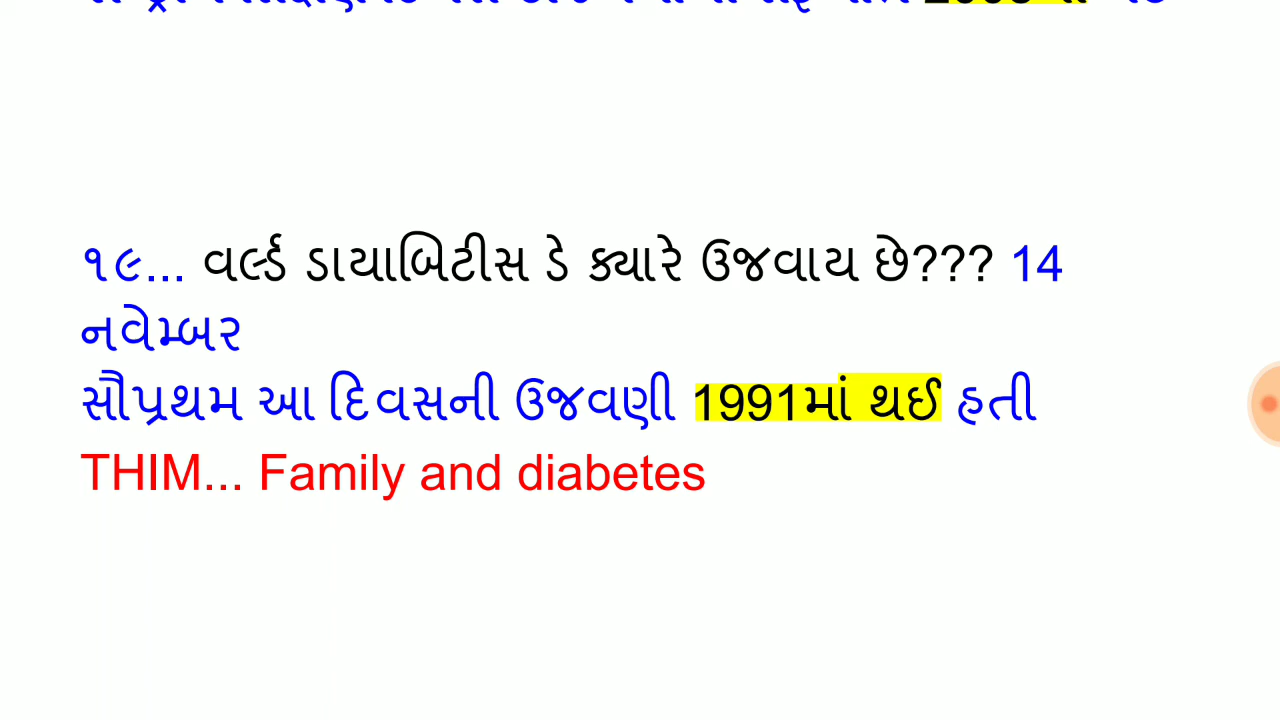 ૧૯... વર્લ્ડ ડાયાબિટીસ ડે ક્યારે ઉજવાય છે??? 14
નવેમ્બર
સૌપ્રથમ આ દિવસની ઉજવણી 1991માં થઈ હતી
THIM... Family and diabetes